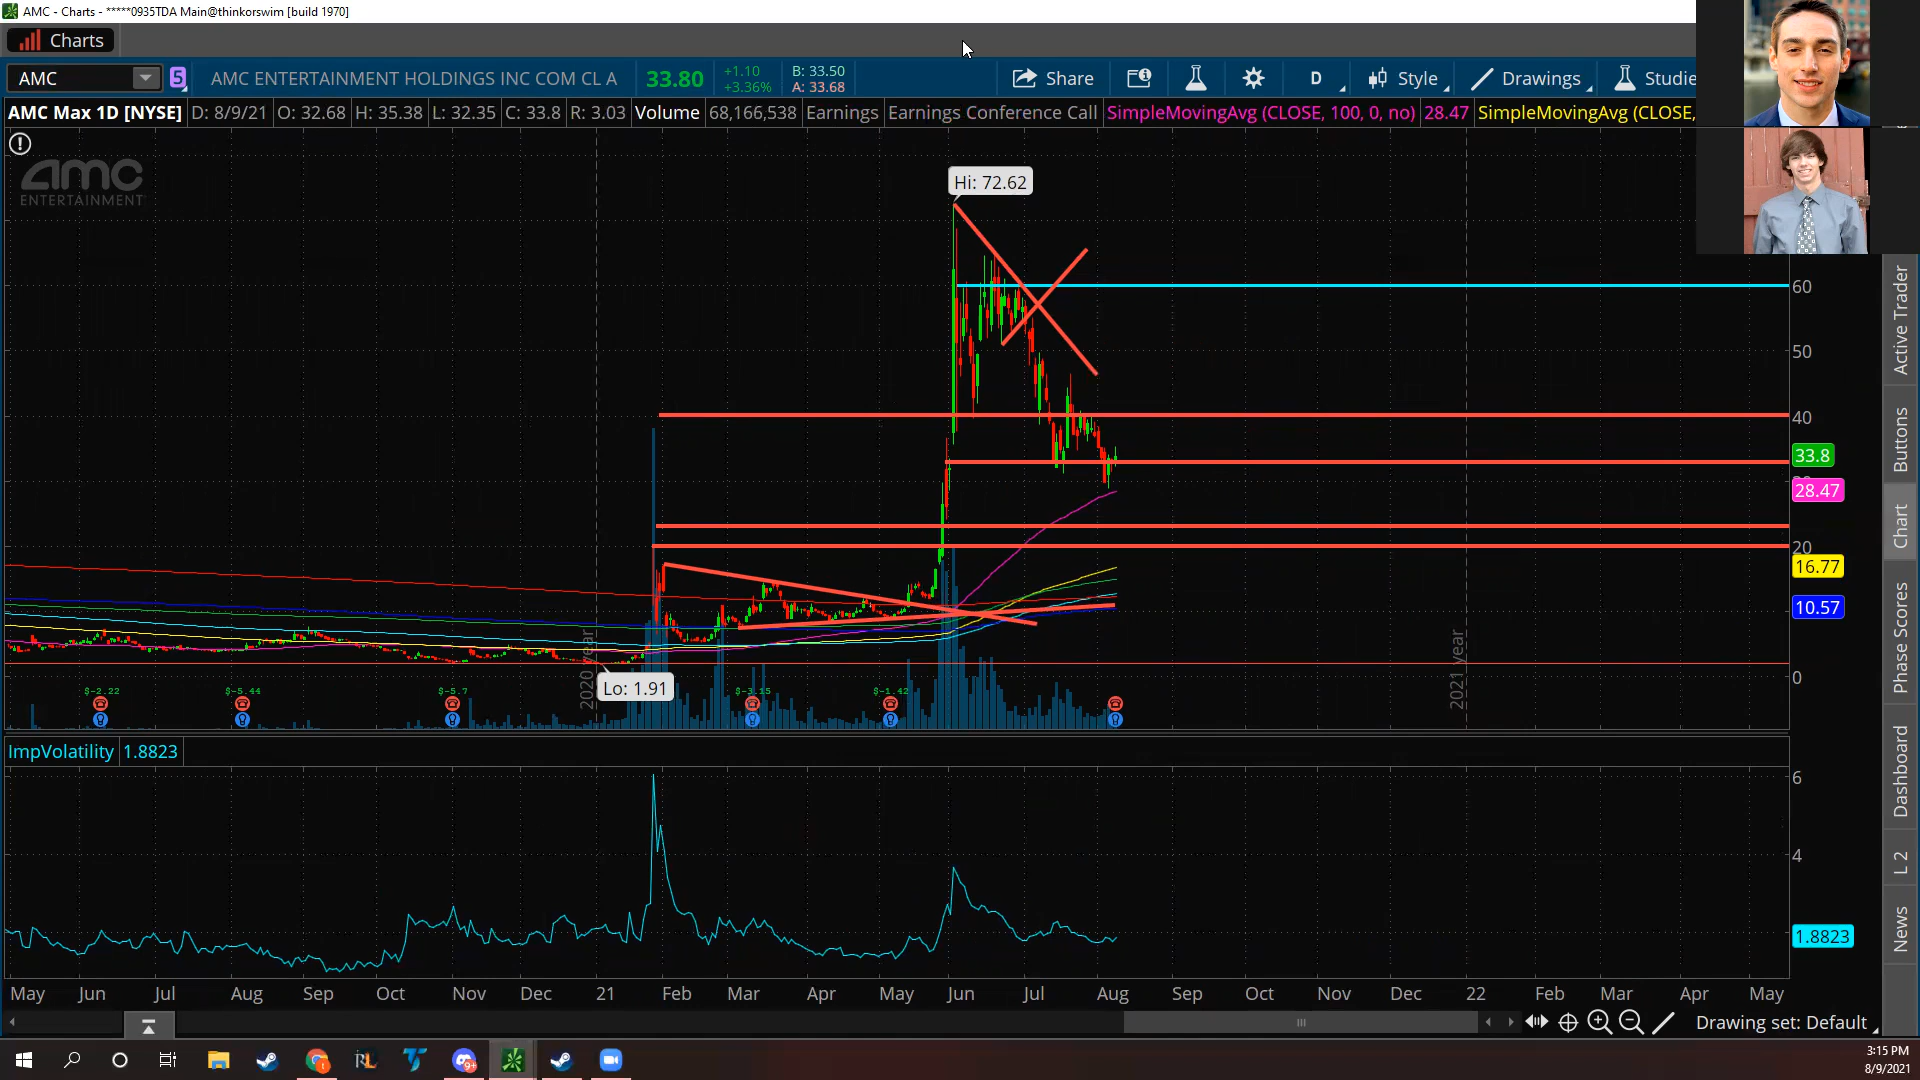 AMC - Charts - *****0935TDA Main@thinkorswim [build 1970]
Charts
AMC
5
AMC ENTERTAINMENT HOLDINGS INC COM CL A
33.80
+1.10
+3.36%
B: 33.50
A: 33.68
Share
D
Style
Drawings
Studie
AMC Max 1D [NYSE]
D: 8/9/21
O: 32.68
H: 35.38
L: 32.35
C: 33.8
R: 3.03
Volume
68,166,538
Earnings
Earnings Conference Call
SimpleMovingAvg (CLOSE, 100, 0, no)
28.47
SimpleMovingAvg (CLOSE,
amc
ENTERTAINMENT
Hi: 72.62
60
50
40
33.8
28.47
20
16.77
10.57
0
2020 year
2021 year
Lo: 1.91
$-2.22
$-5.44
$-5.7
$-3.15
$-1.42
ImpVolatility
1.8823
6
4
1.8823
May
Jun
Jul
Aug
Sep
Oct
Nov
Dec
21
Feb
Mar
Apr
May
Jun
Jul
Aug
Sep
Oct
Nov
Dec
22
Feb
Mar
Apr
May
Drawing set: Default
Active Trader
Buttons
Chart
Phase Scores
Dashboard
L 2
News
RL
9+
3:15 PM
8/9/2021